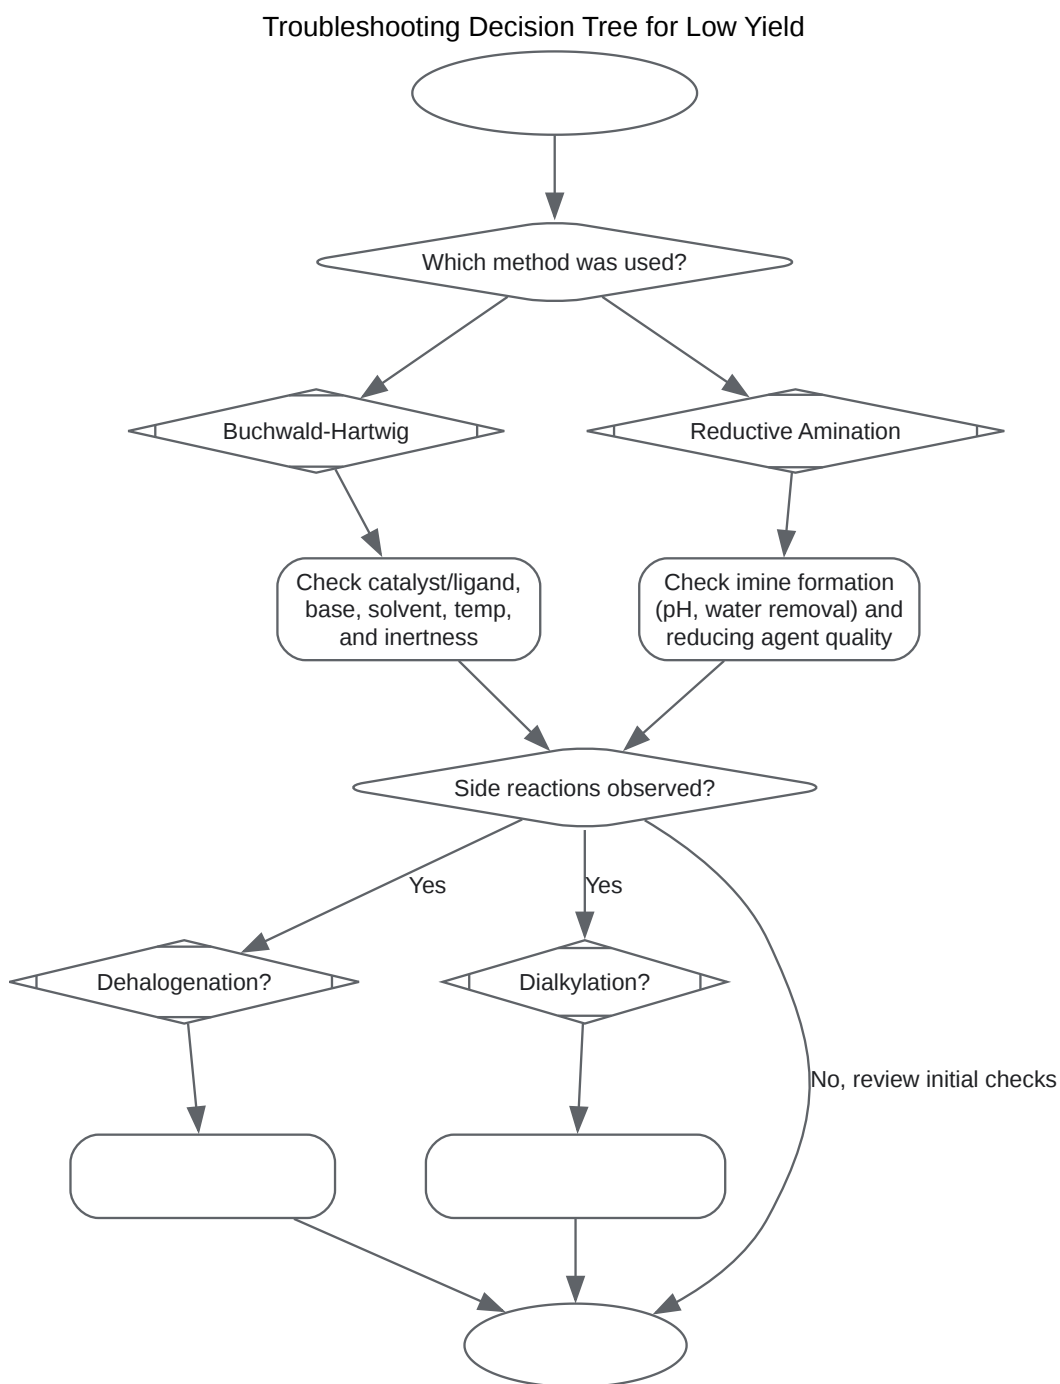 Troubleshooting Decision Tree for Low Yield
Which method was used?
Buchwald-Hartwig
Reductive Amination
Check catalyst/ligand,
base, solvent, temp,
and inertness
Check imine formation
(pH, water removal) and
reducing agent quality
Side reactions observed?
Yes
Yes
Dehalogenation?
Dialkylation?
No, review initial checks